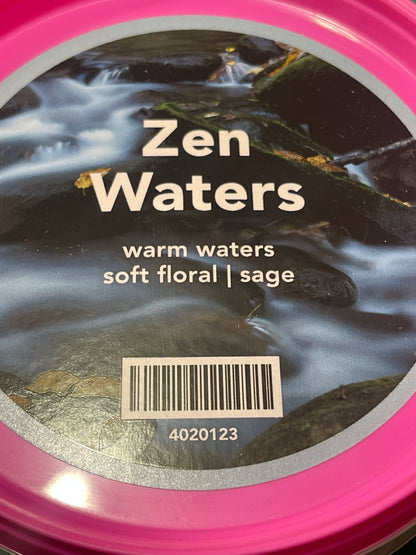 Zen
Waters
warm waters
soft floral | sage
4020123